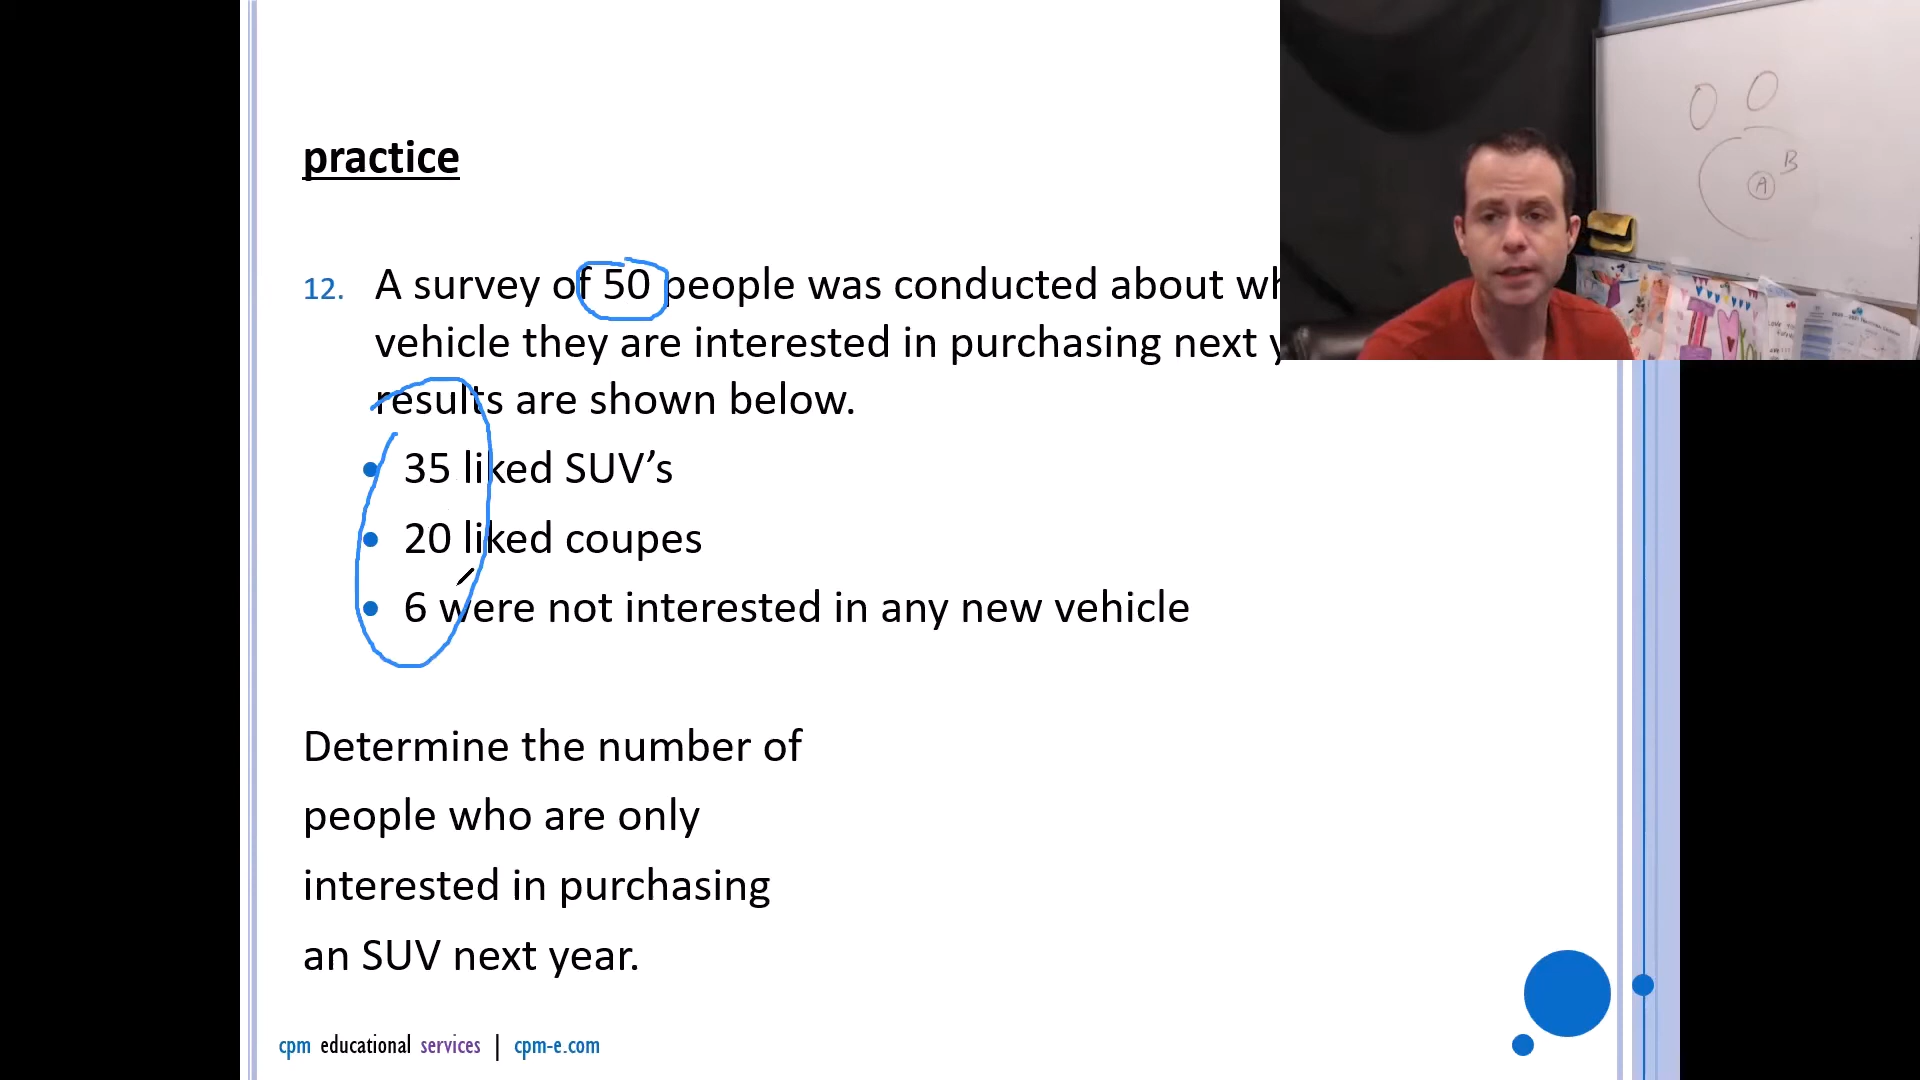 practice
12. A survey of 50 people was conducted about
vehicle they are interested in purchasing next
results are shown below.
• 35 liked SUV’s
• 20 liked coupes
• 6 were not interested in any new vehicle
Determine the number of
people who are only
interested in purchasing
an SUV next year.
cpm educational services | cpm-e.com
B
A